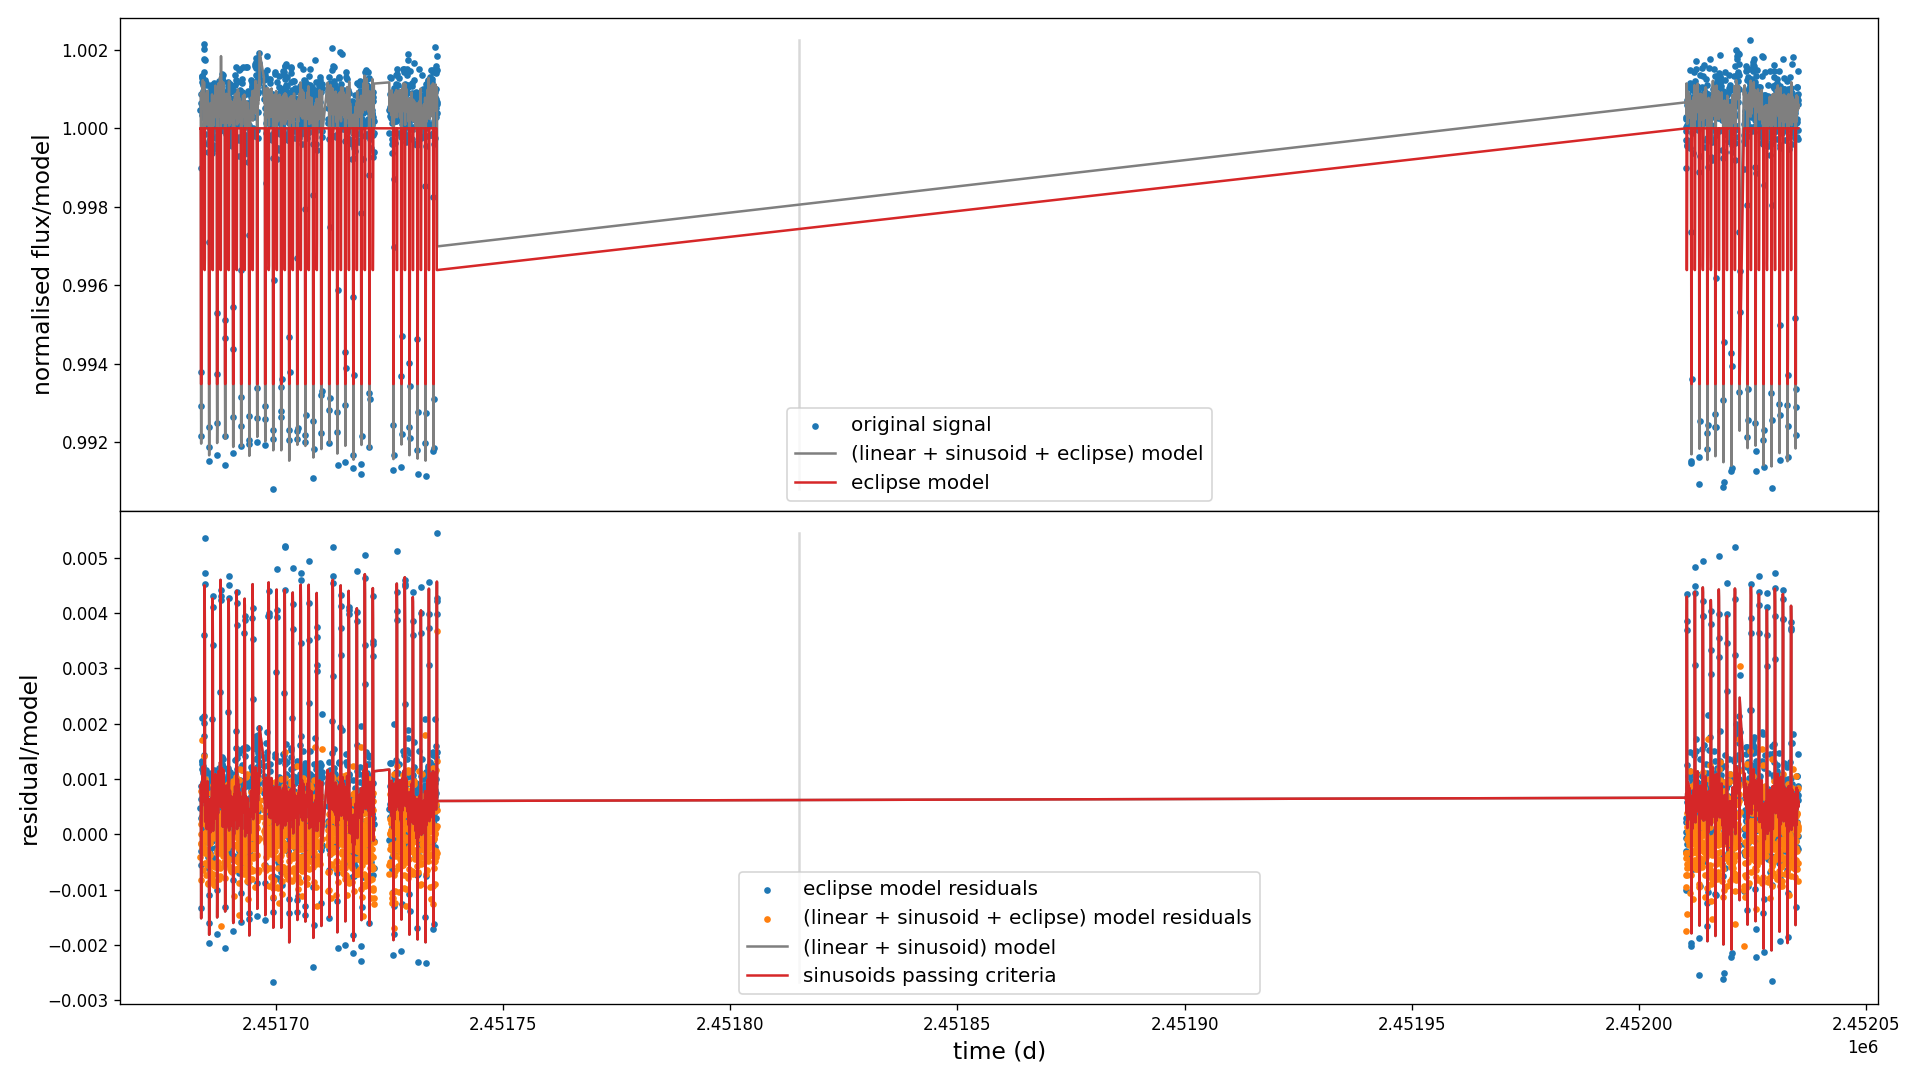 normalised flux/model
1.002
1.000
0.998
0.996
0.994
0.992
original signal
(linear + sinusoid + eclipse) model
eclipse model
residual/model
0.005
0.004
0.003
0.002
0.001
0.000
−0.001
−0.002
−0.003
eclipse model residuals
(linear + sinusoid + eclipse) model residuals
(linear + sinusoid) model
sinusoids passing criteria
2.45170 2.45175 2.45180 2.45185 2.45190 2.45195 2.45200 2.45205
time (d)
1e6